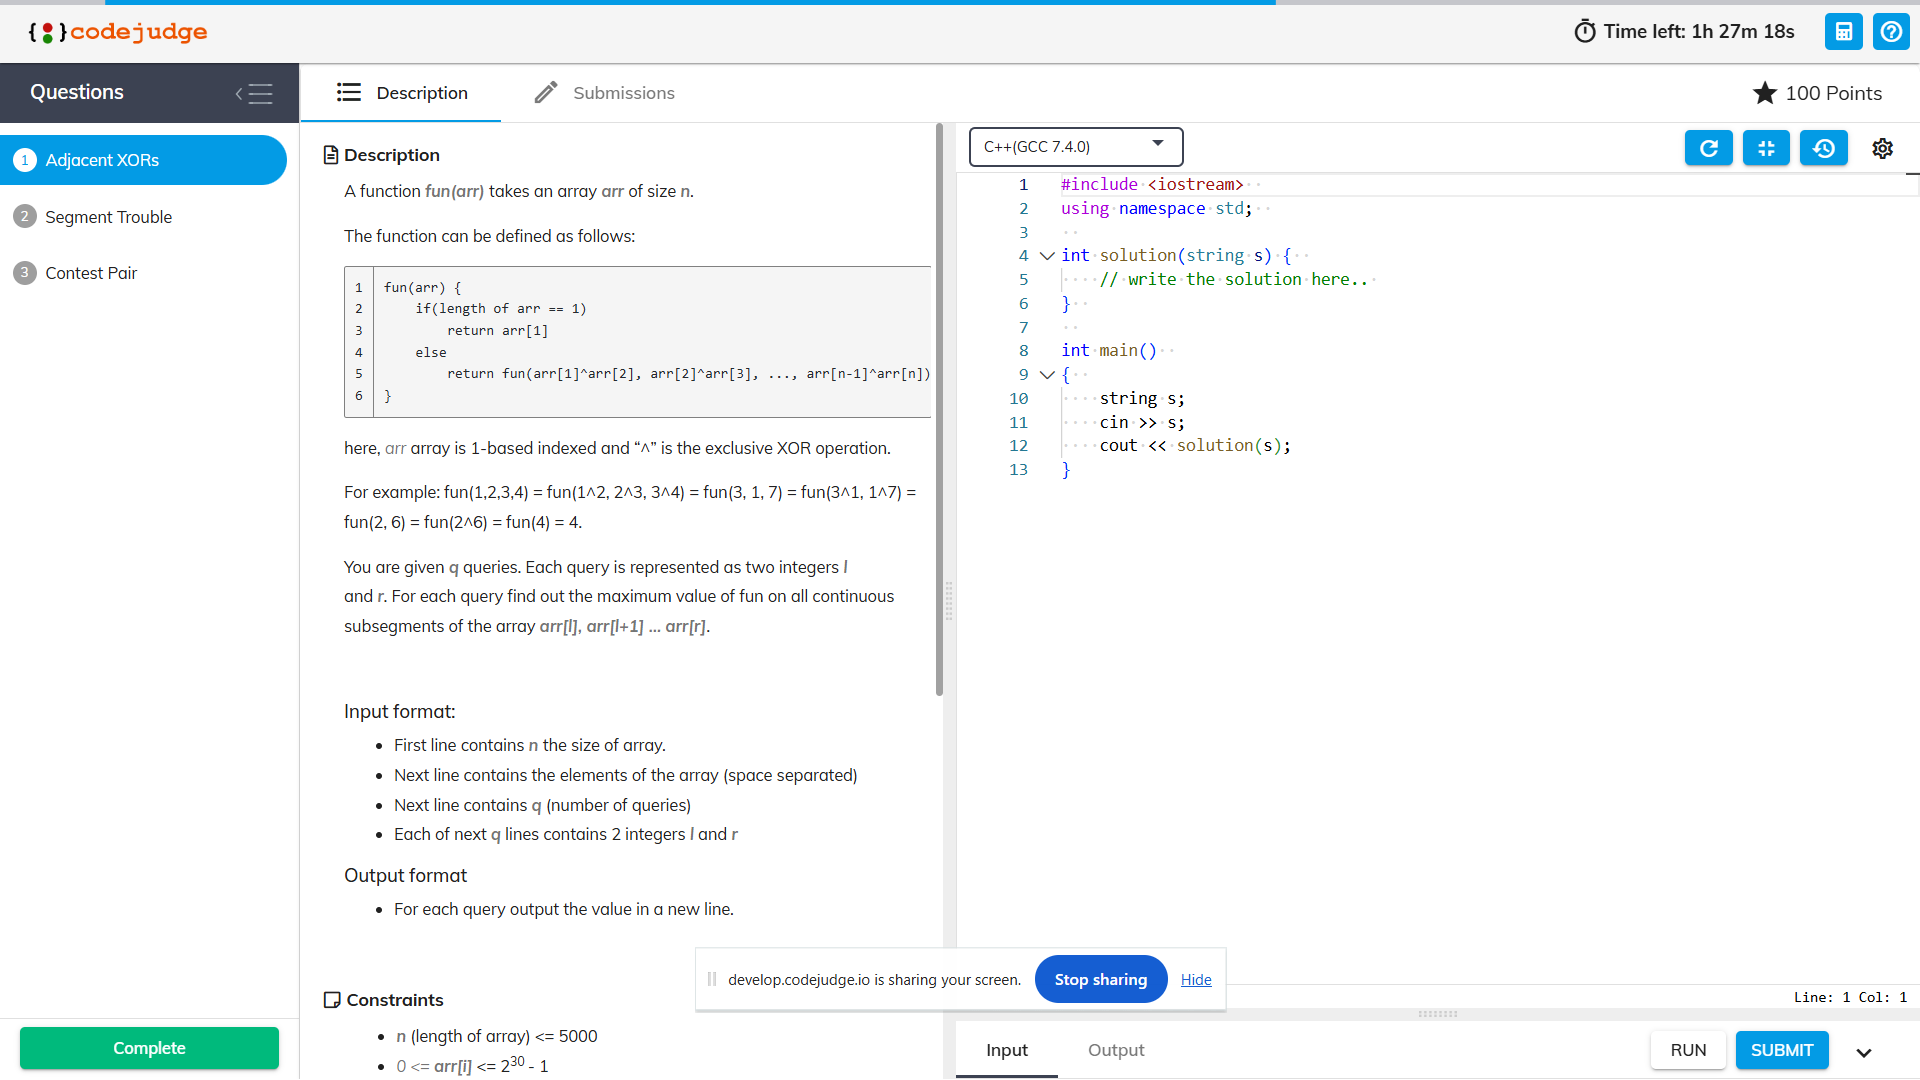 { } codejudge
Time left: 1h 27m 18s
Questions
1 Adjacent XORs
2 Segment Trouble
3 Contest Pair
Complete
Description
Submissions
100 Points
Description
A function fun(arr) takes an array arr of size n.
The function can be defined as follows:
1 fun(arr) {
2 if(length of arr == 1)
3 return arr[1]
4 else
5 return fun(arr[1]^arr[2], arr[2]^arr[3], ..., arr[n-1]^arr[n])
6 }
here, arr array is 1-based indexed and “^” is the exclusive XOR operation.
For example: fun(1,2,3,4) = fun(1^2, 2^3, 3^4) = fun(3, 1, 7) = fun(3^1, 1^7) =
fun(2, 6) = fun(2^6) = fun(4) = 4.
You are given q queries. Each query is represented as two integers l
and r. For each query find out the maximum value of fun on all continuous
subsegments of the array arr[l], arr[l+1] ... arr[r].
Input format:
First line contains n the size of array.
Next line contains the elements of the array (space separated)
Next line contains q (number of queries)
Each of next q lines contains 2 integers l and r
Output format
For each query output the value in a new line.
Constraints
n (length of array) <= 5000
0 <= arr[i] <= 2^30 - 1
C++(GCC 7.4.0)
1 #include <iostream>
2 using namespace std;
3
4 int solution(string s) {
5 // write the solution here..
6 }
7
8 int main()
9 {
10 string s;
11 cin >> s;
12 cout << solution(s);
13 }
develop.codejudge.io is sharing your screen.
Stop sharing
Hide
Line: 1 Col: 1
Input
Output
RUN
SUBMIT